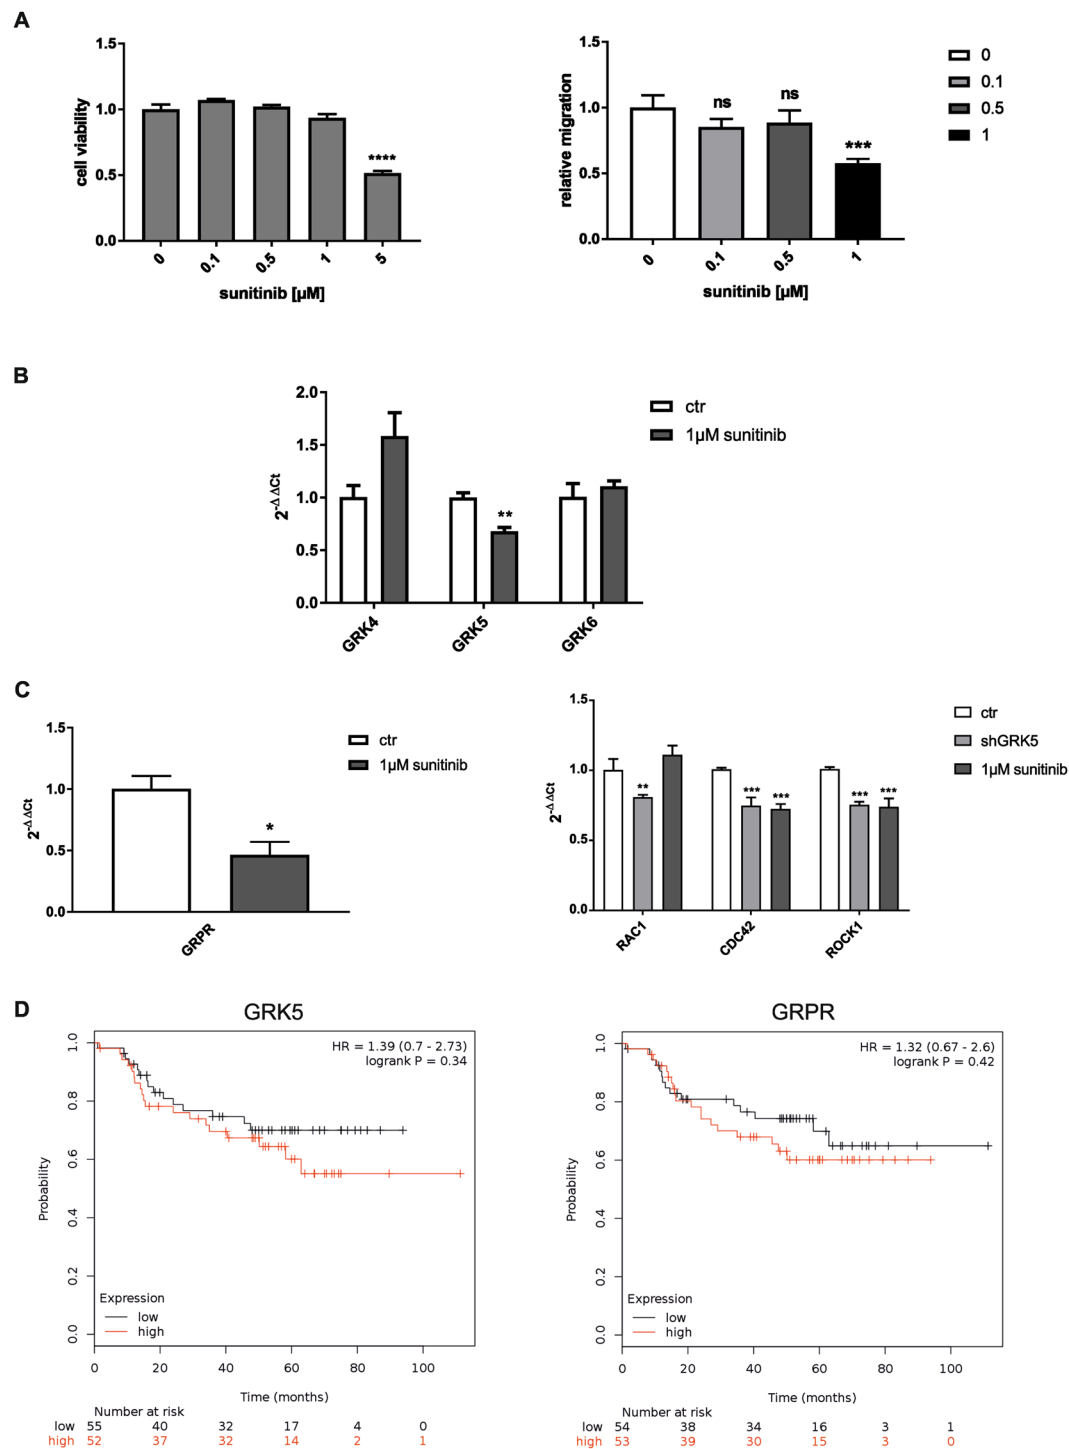 A
1.5
1.0
0.5
0.0
cell viability
****
0
0.1
0.5
1
5
sunitinib [µM]
1.5
1.0
0.5
0.0
relative migration
ns
ns
***
0
0.1
0.5
1
sunitinib [µM]
0
0.1
0.5
1
B
2.0
1.5
1.0
0.5
0.0
2-Δ ΔCt
**
GRK4
GRK5
GRK6
ctr
1µM sunitinib
C
1.5
1.0
0.5
0.0
2-Δ ΔCt
*
GRPR
ctr
1µM sunitinib
1.5
1.0
0.5
0.0
2-Δ ΔCt
**
***
***
***
***
RAC1
CDC42
ROCK1
ctr
shGRK5
1µM sunitinib
D
GRK5
HR = 1.39 (0.7 - 2.73)
logrank P = 0.34
1.0
0.8
0.6
0.4
0.2
0.0
Probability
Expression
low
high
0 20 40 60 80 100
Time (months)
Number at risk
low 55 40 32 17 4 0
high 52 37 32 14 2 1
GRPR
HR = 1.32 (0.67 - 2.6)
logrank P = 0.42
1.0
0.8
0.6
0.4
0.2
0.0
Probability
Expression
low
high
0 20 40 60 80 100
Time (months)
Number at risk
low 54 38 34 16 3 1
high 53 39 30 15 3 0